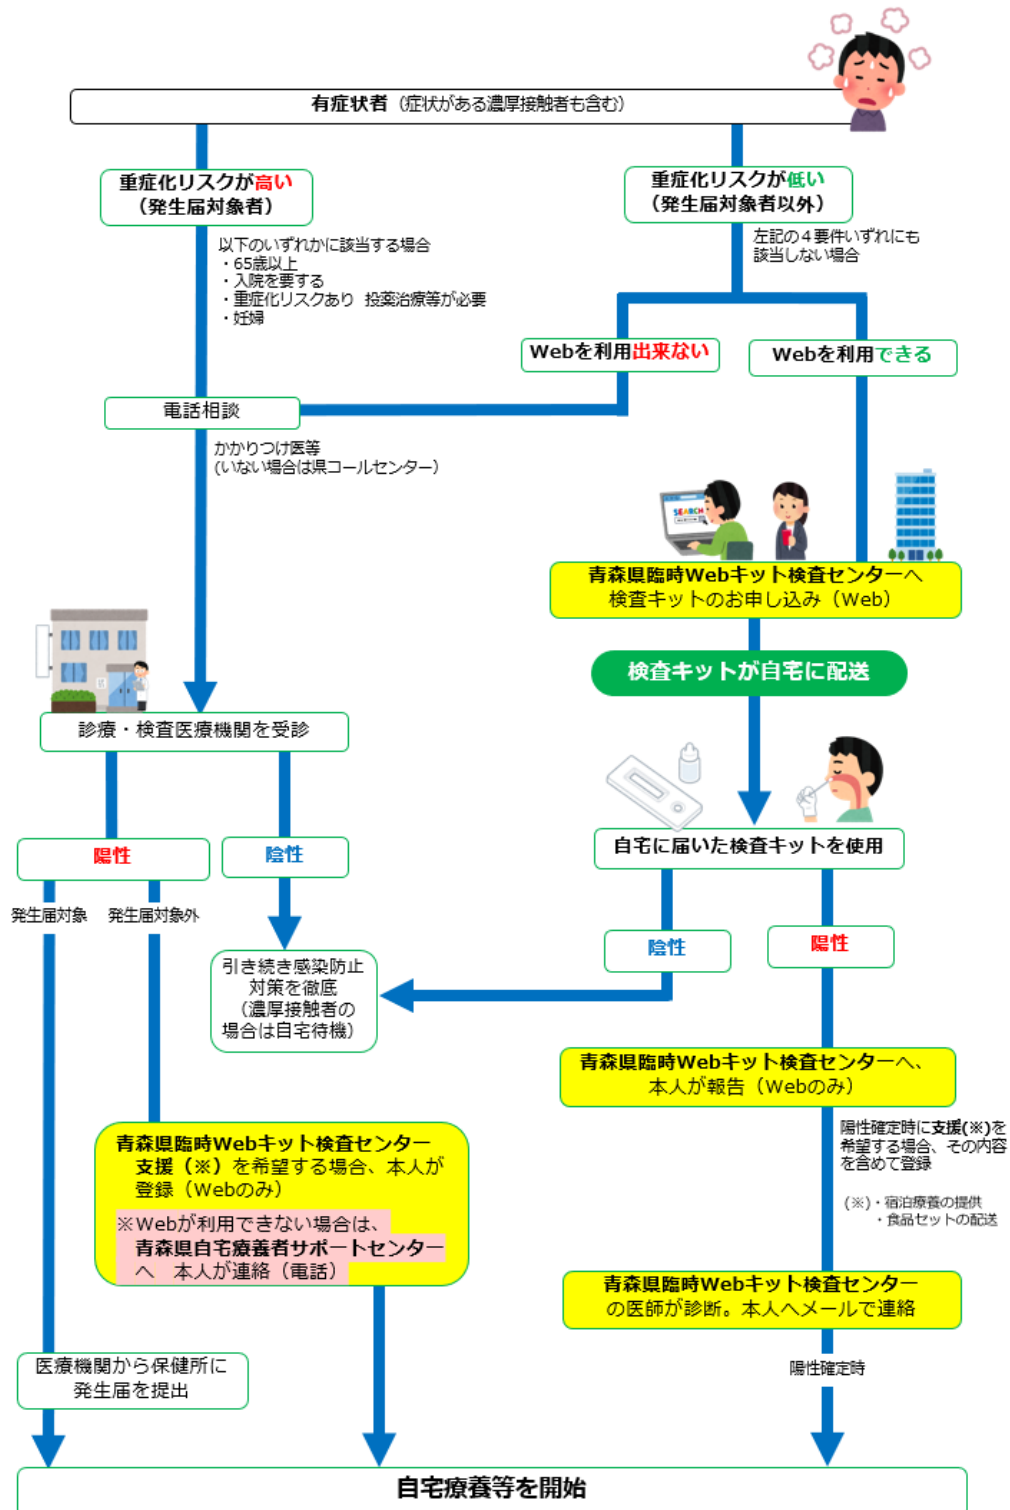 有症状者（症状がある濃厚接触者も含む）
重症化リスクが高い
（発生届対象者）
以下のいずれかに該当する場合
・65歳以上
・入院を要する
・重症化リスクあり 投薬治療等が必要
・妊婦
重症化リスクが低い
（発生届対象者以外）
左記の４要件いずれにも
該当しない場合
Webを利用出来ない
Webを利用できる
電話相談
かかりつけ医等
(いない場合は県コールセンター）
SEARCH
青森県臨時Webキット検査センターへ
検査キットのお申し込み（Web）
検査キットが自宅に配送
診療・検査医療機関を受診
自宅に届いた検査キットを使用
陽性
陰性
発生届対象
発生届対象外
陰性
陽性
引き続き感染防止
対策を徹底
（濃厚接触者の
場合は自宅待機）
青森県臨時Webキット検査センターへ、
本人が報告（Webのみ）
陽性確定時に支援(※)を
希望する場合、その内容
を含めて登録
(※)・宿泊療養の提供
・食品セットの配送
青森県臨時Webキット検査センター
支援（※）を希望する場合、本人が
登録（Webのみ）
※Webが利用できない場合は、
青森県自宅療養者サポートセンター
へ 本人が連絡（電話）
青森県臨時Webキット検査センター
の医師が診断。本人へメールで連絡
医療機関から保健所に
発生届を提出
陽性確定時
自宅療養等を開始